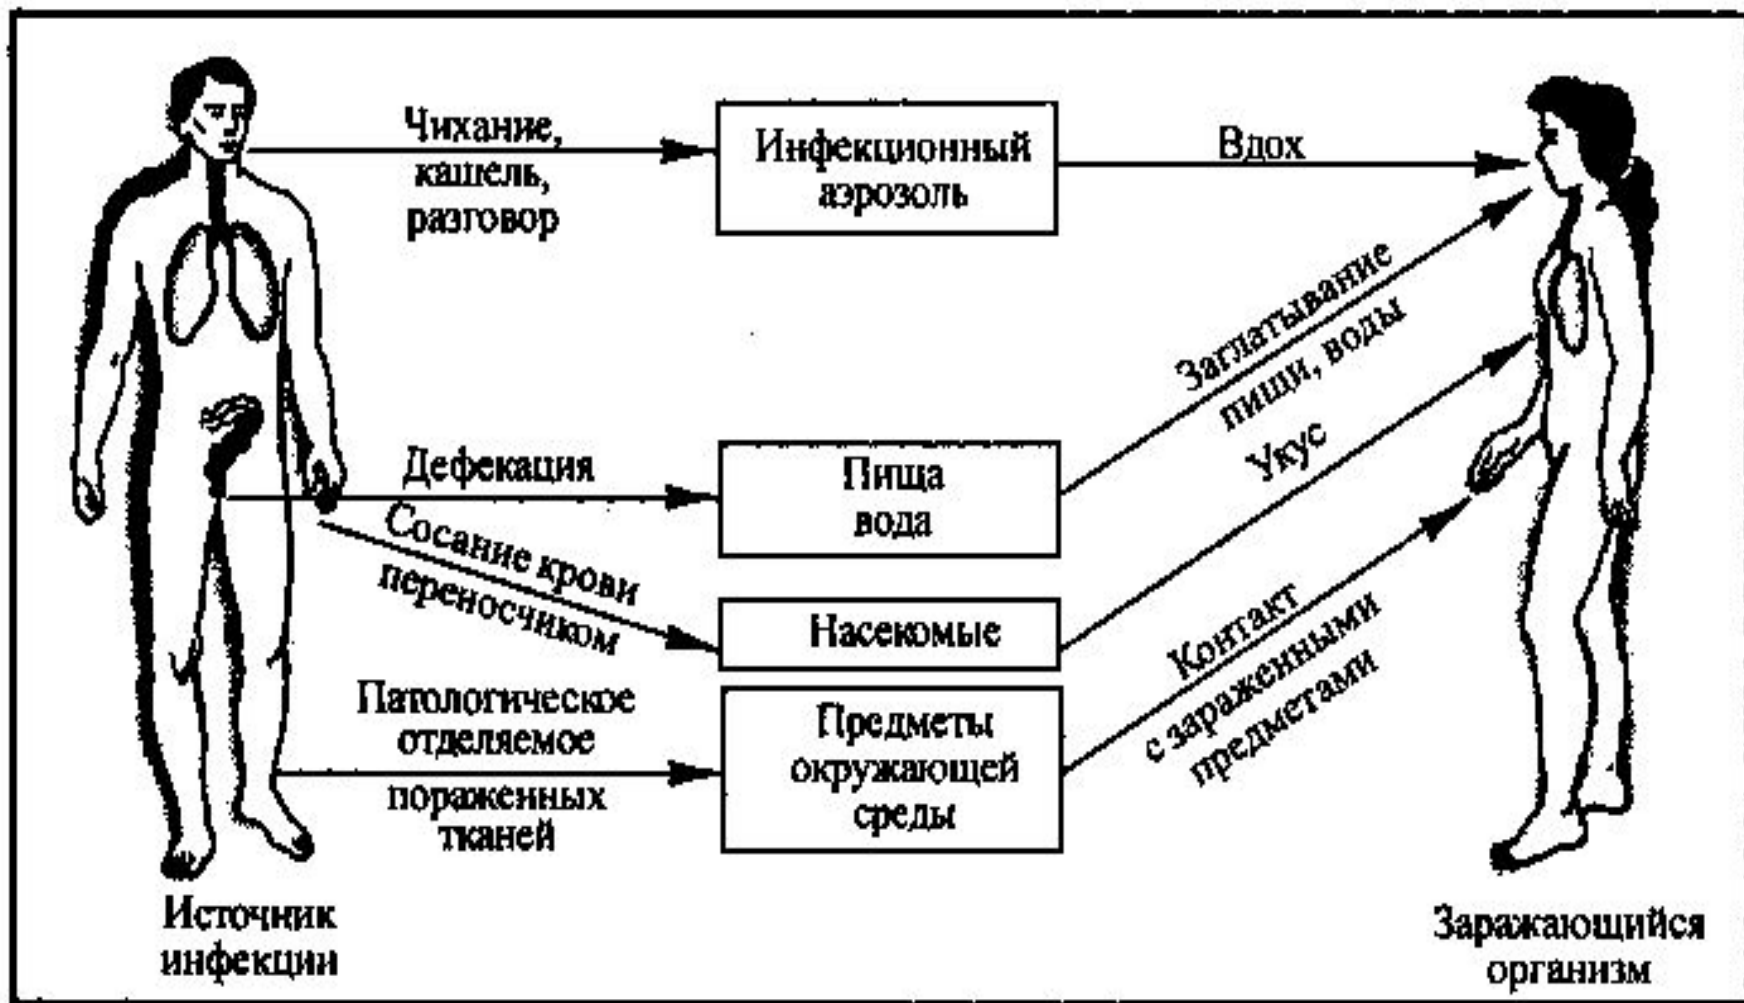 Чихание,
кашель,
разговор
Инфекционный
аэрозоль
Вдох
Заглатывание
пищи, воды
Дефекация
Пища
вода
Укус
Сосание крови
переносчиком
Насекомые
Контакт
с зараженными
предметами
Патологическое
отделяемое
пораженных
тканей
Предметы
окружающей
среды
Источник
инфекции
Заражающийся
организм